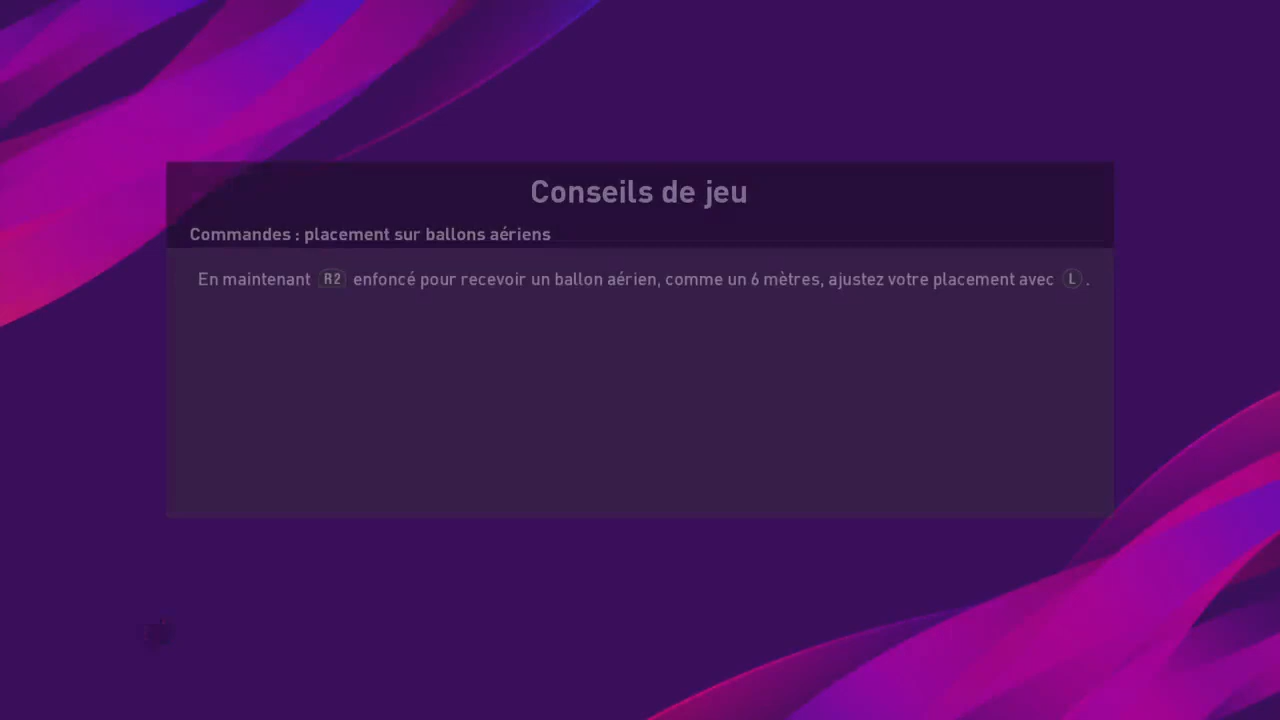 Conseils de jeu
Commandes : placement sur ballons aériens
En maintenant R2 enfoncé pour recevoir un ballon aérien, comme un 6 mètres, ajustez votre placement avec L .